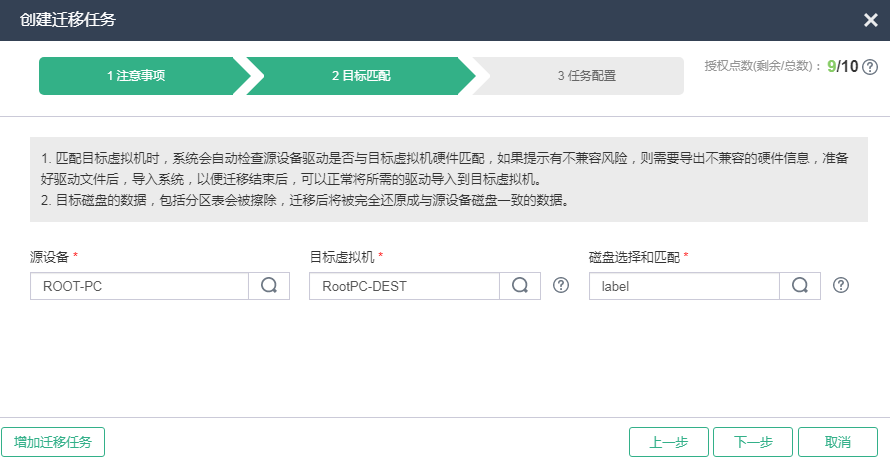 创建迁移任务
1 注意事项
2 目标匹配
3 任务配置
授权点数(剩余/总数)： 9/10
1. 匹配目标虚拟机时，系统会自动检查源设备驱动是否与目标虚拟机硬件匹配，如果提示有不兼容风险，则需要导出不兼容的硬件信息，准备
好驱动文件后，导入系统，以便迁移结束后，可以正常将所需的驱动导入到目标虚拟机。
2. 目标磁盘的数据，包括分区表会被擦除，迁移后将被完全还原成与源设备磁盘一致的数据。
源设备 *
目标虚拟机 *
磁盘选择和匹配 *
ROOT-PC
RootPC-DEST
label
增加迁移任务
上一步
下一步
取消